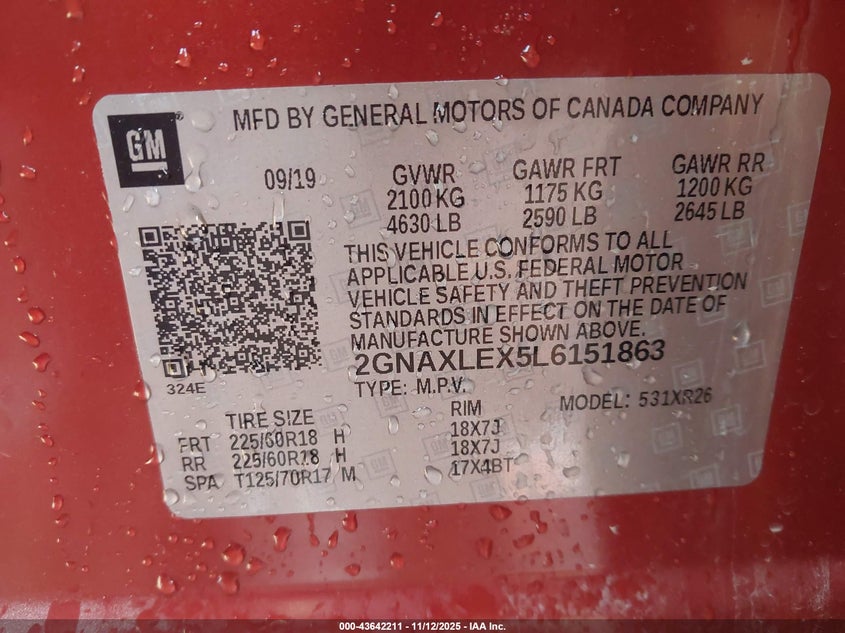 GM
MFD BY GENERAL MOTORS OF CANADA COMPANY
09/19 GVWR GAWR FRT GAWR RR
2100 KG 1175 KG 1200 KG
4630 LB 2590 LB 2645 LB
THIS VEHICLE CONFORMS TO ALL
APPLICABLE U.S. FEDERAL MOTOR
VEHICLE SAFETY AND THEFT PREVENTION
STANDARDS IN EFFECT ON THE DATE OF
MANUFACTURE SHOWN ABOVE.
2GNAXLEX5L6151863
324E
TYPE: M.P.V. MODEL: 531XR26
TIRE SIZE RIM
FRT 225/60R18 H 18X7J
RR 225/60R18 H 18X7J
SPA T125/70R17 M 17X4BT
000-43642211 - 11/12/2025 - IAA Inc.